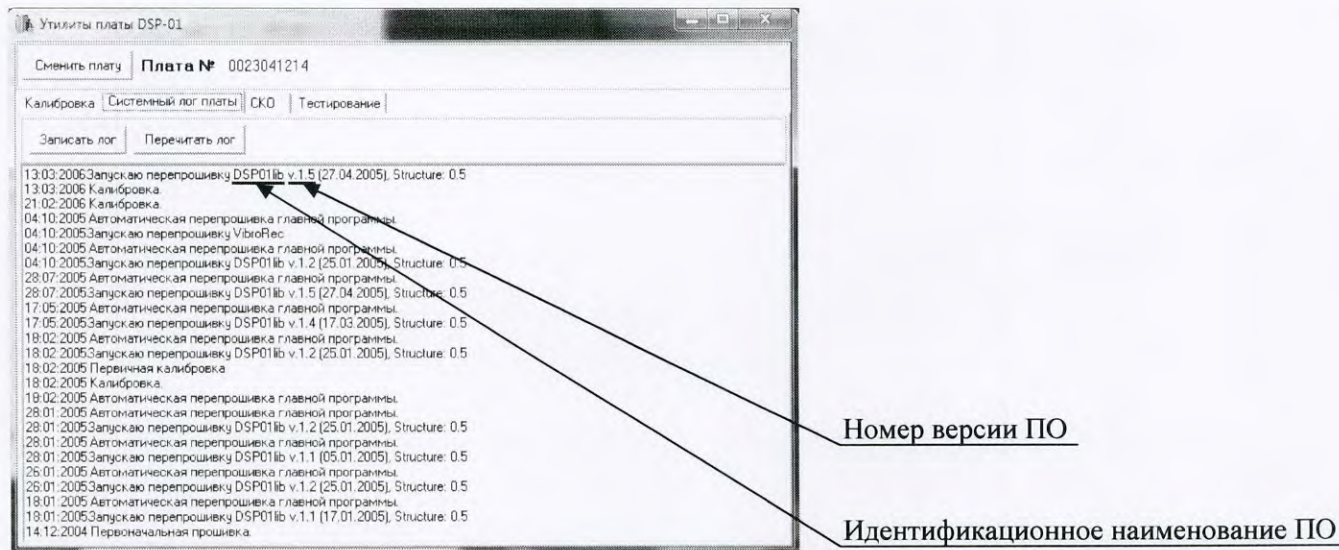 Утилиты платы DSP-01
Сменить плату Плата № 0023041214
Калибровка Системный лог платы СКО Тестирование
Записать лог Перечитать лог
13:03:2006Запускаю перепрошивку DSP01lib v.1.5 (27.04.2005), Structure: 0.5
13:03:2006 Калибровка.
21:02:2006 Калибровка.
04:10:2005 Автоматическая перепрошивка главной программы.
04:10:2005Запускаю перепрошивку VibroRec
04:10:2005 Автоматическая перепрошивка главной программы.
04:10:2005Запускаю перепрошивку DSP01lib v.1.2 (25.01.2005), Structure: 0.5
28:07:2005 Автоматическая перепрошивка главной программы.
28:07:2005Запускаю перепрошивку DSP01lib v.1.5 (27.04.2005), Structure: 0.5
17:05:2005 Автоматическая перепрошивка главной программы.
17:05:2005Запускаю перепрошивку DSP01lib v.1.4 (17.03.2005), Structure: 0.5
18:02:2005 Автоматическая перепрошивка главной программы.
18:02:2005Запускаю перепрошивку DSP01lib v.1.2 (25.01.2005), Structure: 0.5
18:02:2005 Первичная калибровка
18:02:2005 Калибровка.
18:02:2005 Автоматическая перепрошивка главной программы.
28:01:2005 Автоматическая перепрошивка главной программы.
28:01:2005Запускаю перепрошивку DSP01lib v.1.2 (25.01.2005), Structure: 0.5
28:01:2005 Автоматическая перепрошивка главной программы.
28:01:2005Запускаю перепрошивку DSP01lib v.1.1 (05.01.2005), Structure: 0.5
26:01:2005 Автоматическая перепрошивка главной программы.
26:01:2005Запускаю перепрошивку DSP01lib v.1.2 (25.01.2005), Structure: 0.5
18:01:2005 Автоматическая перепрошивка главной программы.
18:01:2005Запускаю перепрошивку DSP01lib v.1.1 (17.01.2005), Structure: 0.5
14:12:2004 Первоначальная прошивка.
Номер версии ПО
Идентификационное наименование ПО